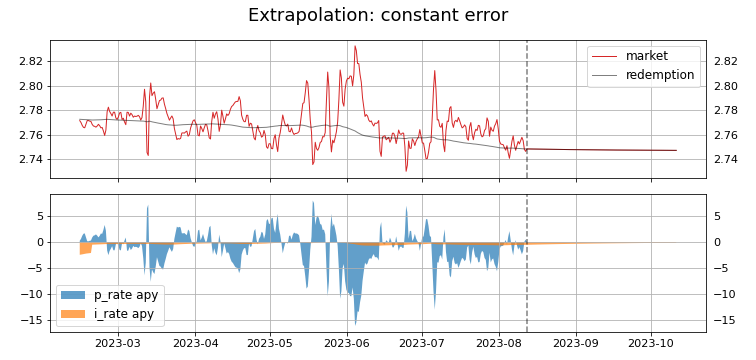 Extrapolation: constant error
2.82 2.82
market
2.80 2.80
redemption
2.78 2.78
2.76 2.76
2.74 2.74
5 5
0 0
−5 −5
−10 −10
p_rate apy
i_rate apy
−15 −15
2023-03 2023-04 2023-05 2023-06 2023-07 2023-08 2023-09 2023-10